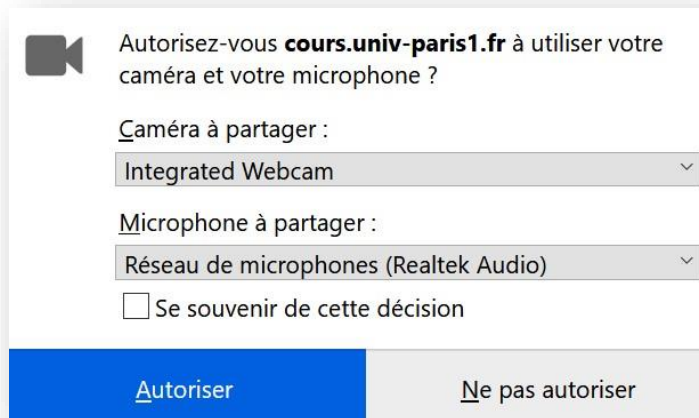 Autorisez-vous cours.univ-paris1.fr à utiliser votre
caméra et votre microphone ?
Caméra à partager :
Integrated Webcam
Microphone à partager :
Réseau de microphones (Realtek Audio)
Se souvenir de cette décision
Autoriser
Ne pas autoriser